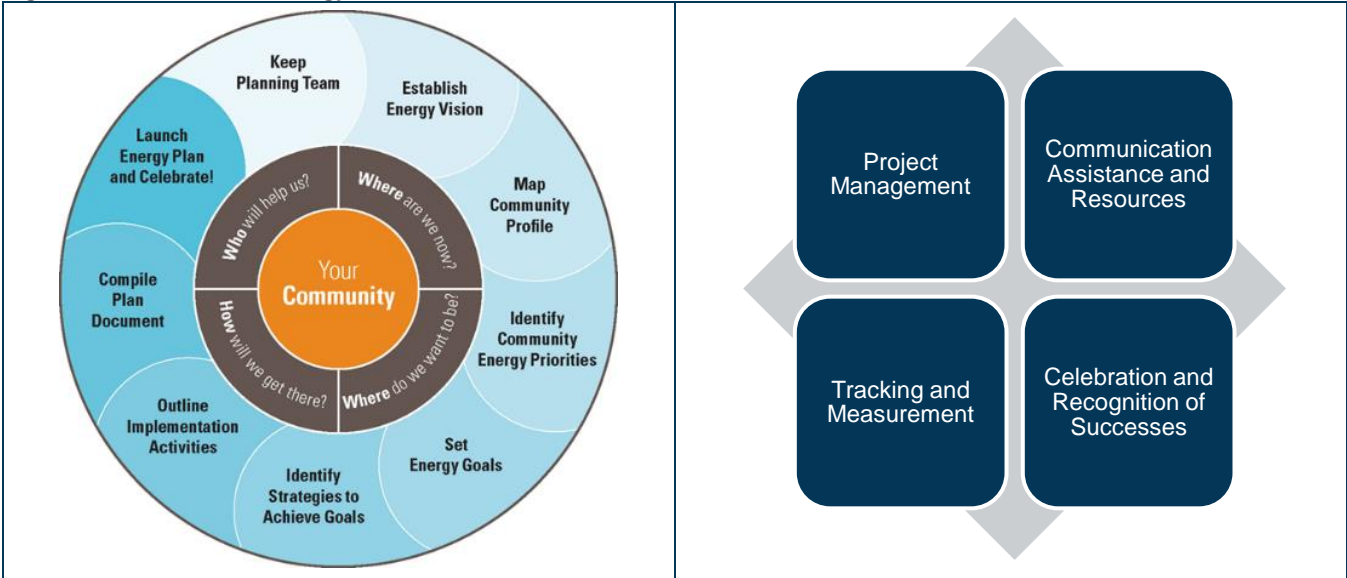 Keep
Planning Team
Establish
Energy Vision
Map
Community
Profile
Identify
Community
Energy Priorities
Set
Energy Goals
Identify
Strategies to
Achieve Goals
Outline
Implementation
Activities
Compile
Plan
Document
Launch
Energy Plan
and Celebrate!
Who will help us?
Where are we now?
Where do we want to be?
How will we get there?
Your
Community
Project
Management
Communication
Assistance and
Resources
Tracking and
Measurement
Celebration and
Recognition of
Successes